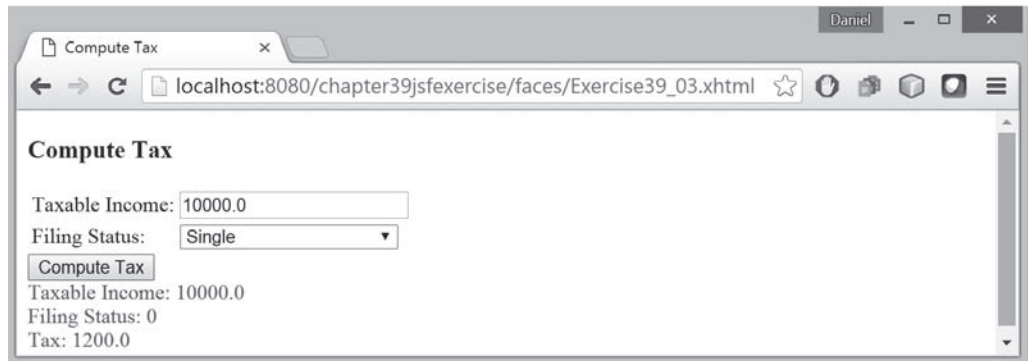 Daniel
Compute Tax
localhost:8080/chapter39jsfexercise/faces/Exercise39_03.xhtml
Compute Tax
Taxable Income: 10000.0
Filing Status: Single
Compute Tax
Taxable Income: 10000.0
Filing Status: 0
Tax: 1200.0